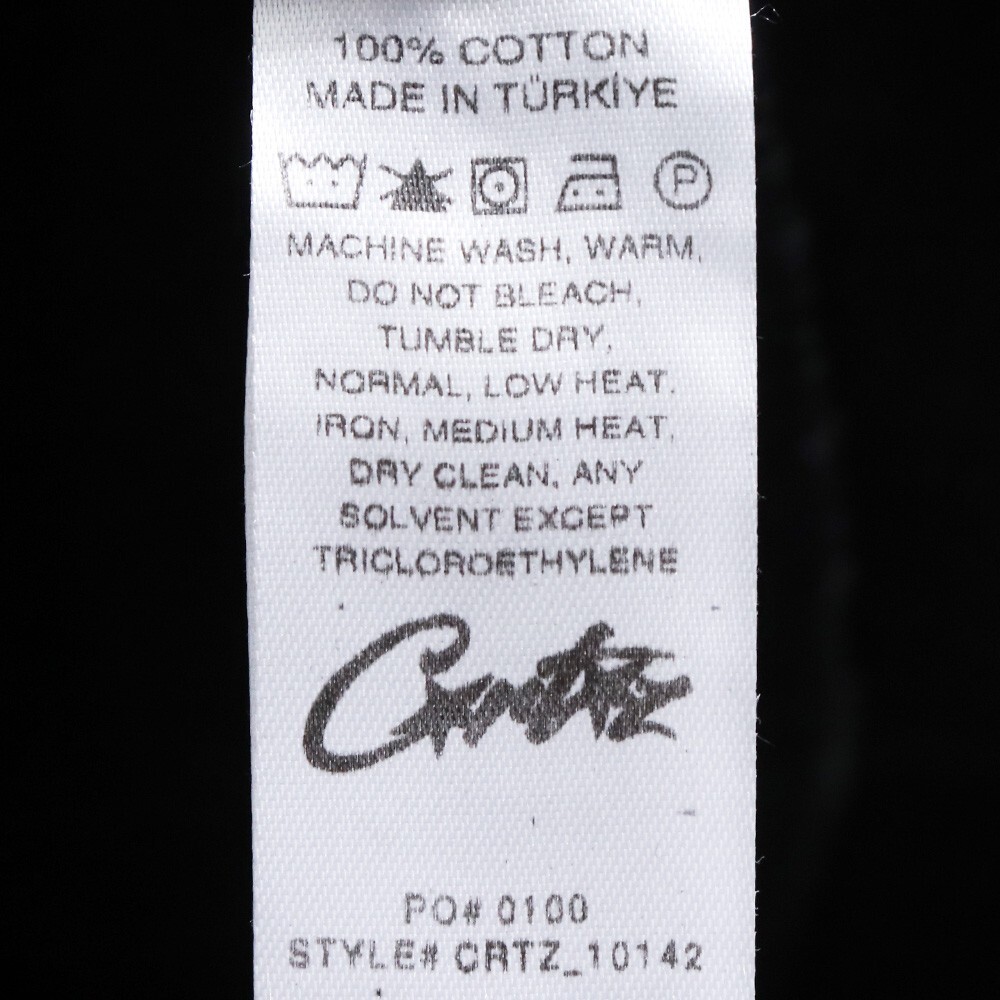 100% COTTON
MADE IN TÜRKİYE
P
MACHINE WASH, WARM,
DO NOT BLEACH,
TUMBLE DRY,
NORMAL, LOW HEAT.
IRON, MEDIUM HEAT,
DRY CLEAN, ANY
SOLVENT EXCEPT
TRICLOROETHYLENE
Crtz
PO# 0100
STYLE# CRTZ_10142